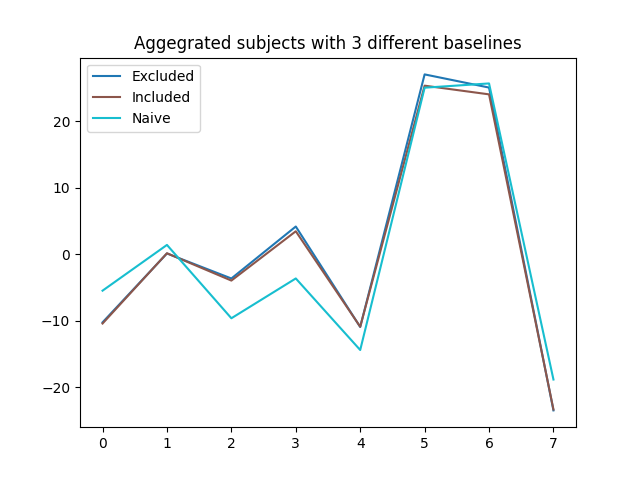 Aggegrated subjects with 3 different baselines
Excluded
Included
Naive
20
10
0
−10
−20
0 1 2 3 4 5 6 7